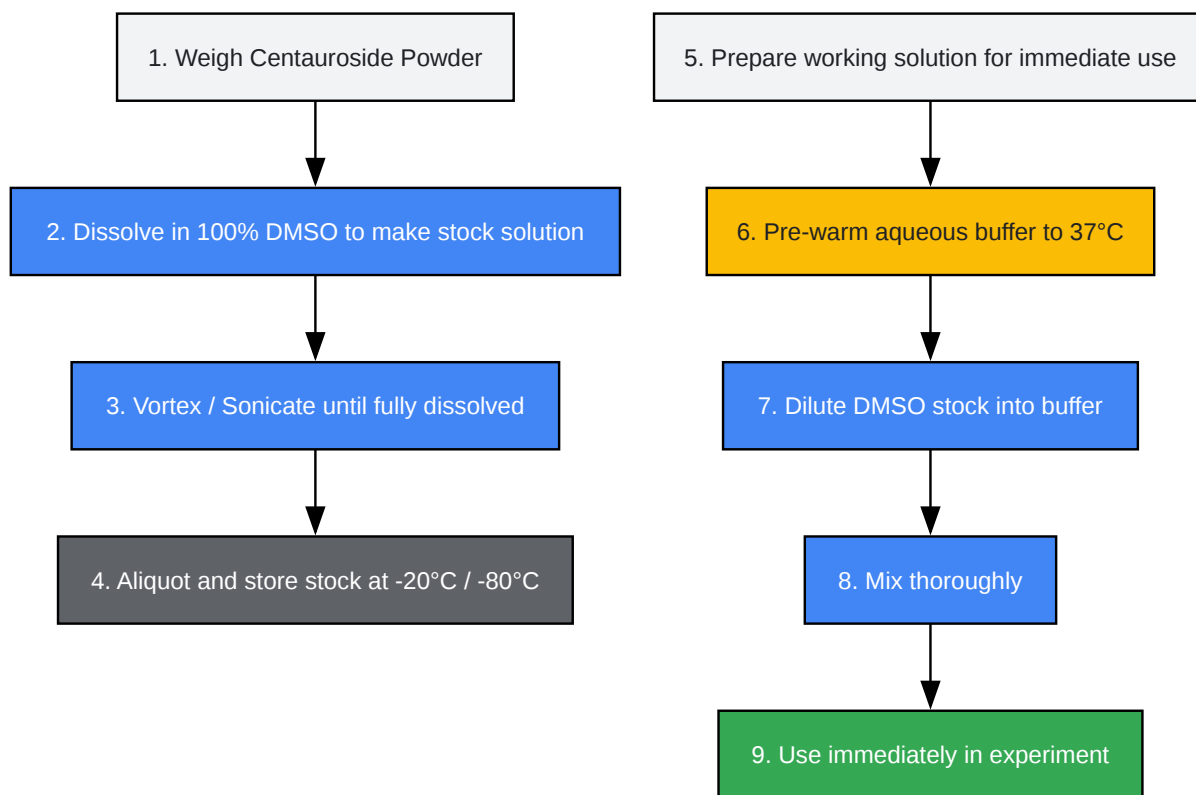 1. Weigh Centauroside Powder
2. Dissolve in 100% DMSO to make stock solution
3. Vortex / Sonicate until fully dissolved
4. Aliquot and store stock at -20°C / -80°C
5. Prepare working solution for immediate use
6. Pre-warm aqueous buffer to 37°C
7. Dilute DMSO stock into buffer
8. Mix thoroughly
9. Use immediately in experiment